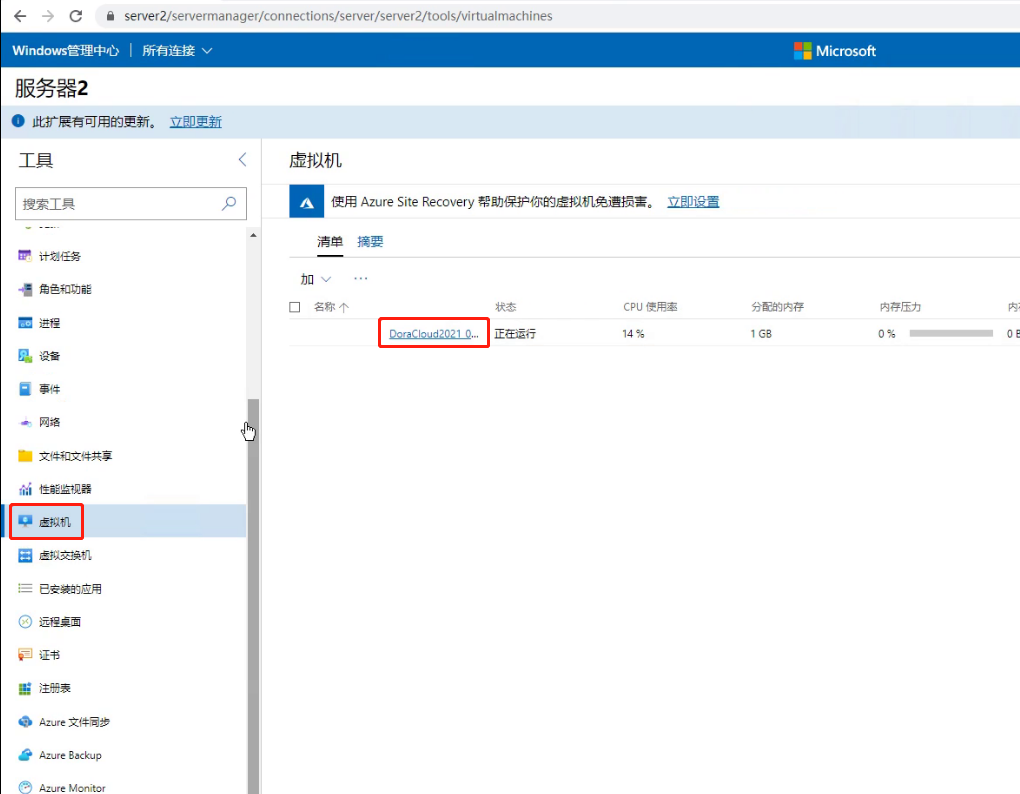 server2/servermanager/connections/server/server2/tools/virtualmachines
Windows管理中心 | 所有连接
Microsoft
服务器2
此扩展有可用的更新。 立即更新
工具
搜索工具
计划任务
角色和功能
进程
设备
事件
网络
文件和文件共享
性能监视器
虚拟机
虚拟交换机
已安装的应用
远程桌面
证书
注册表
Azure 文件同步
Azure Backup
Azure Monitor
虚拟机
使用 Azure Site Recovery 帮助保护你的虚拟机免遭损害。 立即设置
清单 摘要
加 ···
名称 状态 CPU 使用率 分配的内存 内存压力
DoraCloud2021 0... 正在运行 14 % 1 GB 0 % 0 B